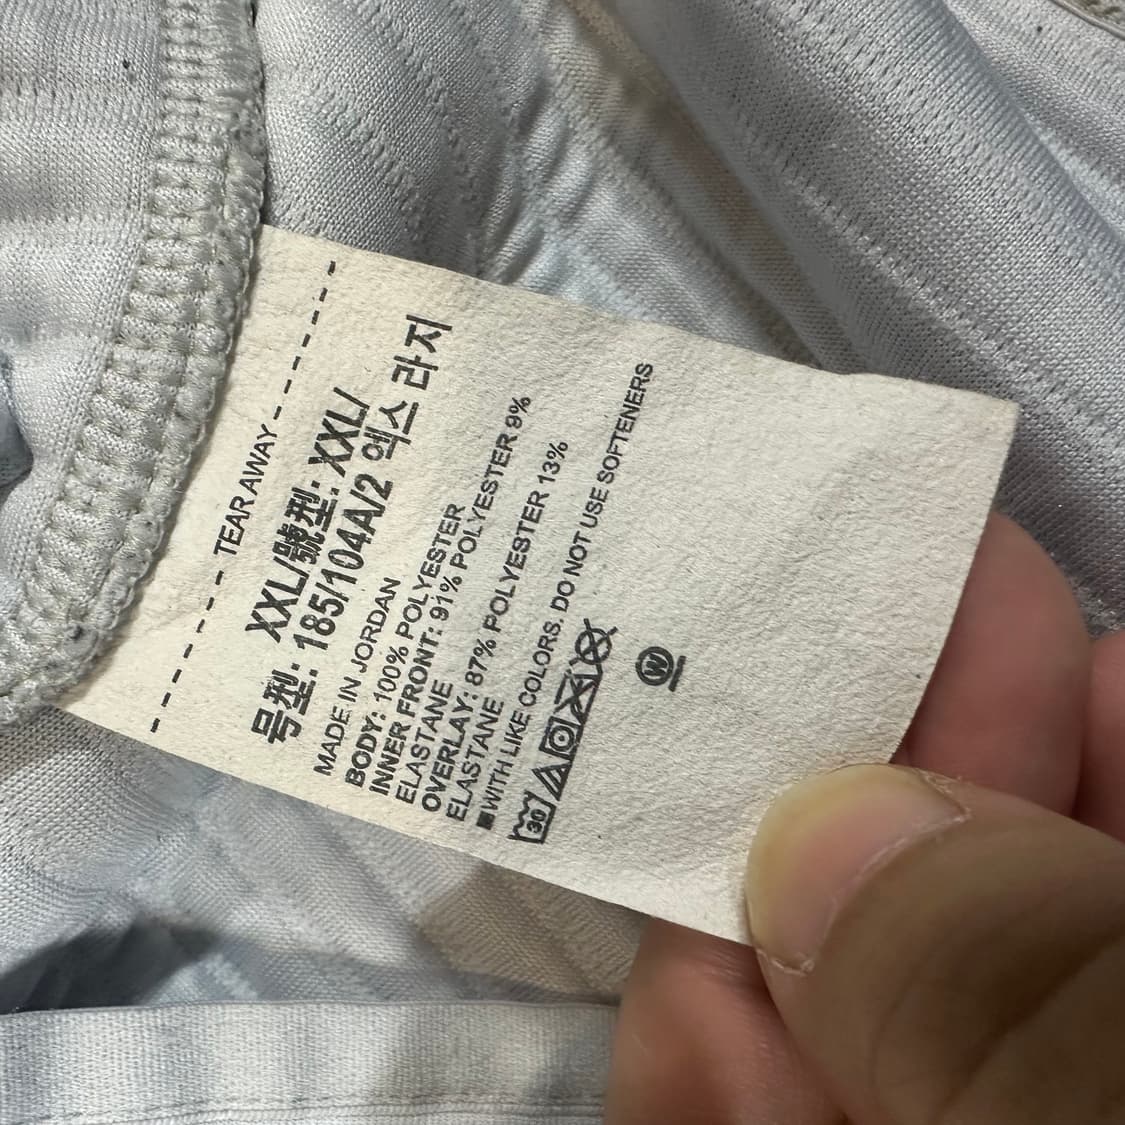 TEAR AWAY
XXL/號型: XXL/
号型: 185/104A/2 엑스 라지
MADE IN JORDAN
BODY: 100% POLYESTER
INNER FRONT: 91% POLYESTER 9%
ELASTANE
OVERLAY: 87% POLYESTER 13%
ELASTANE
■WITH LIKE COLORS. DO NOT USE SOFTENERS
30
W